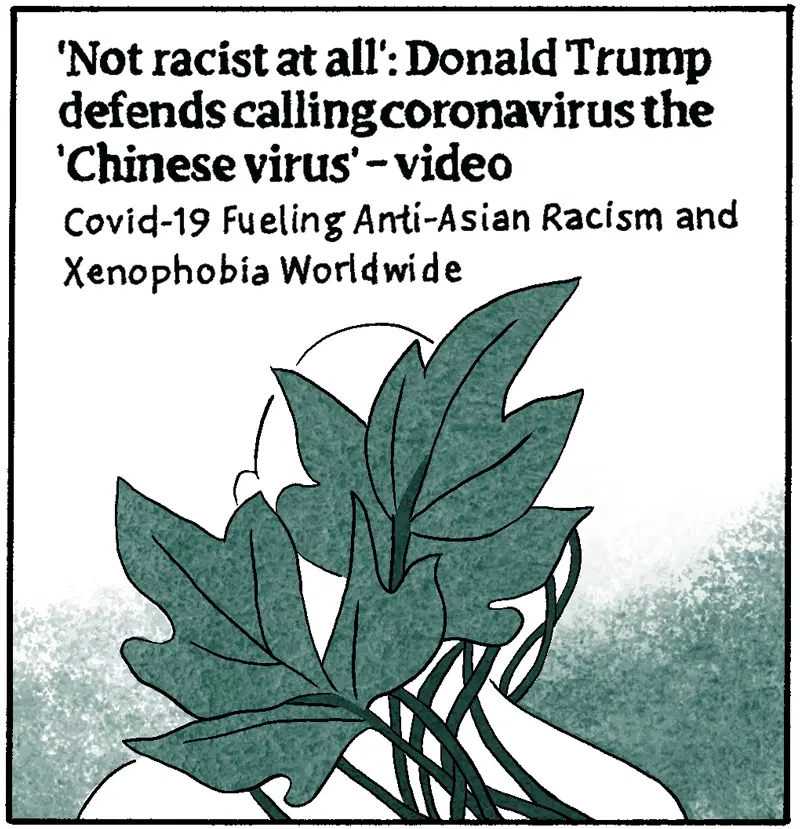 'Not racist at all': Donald Trump
defends calling coronavirus the
'Chinese virus' – video
Covid-19 Fueling Anti-Asian Racism and
Xenophobia Worldwide